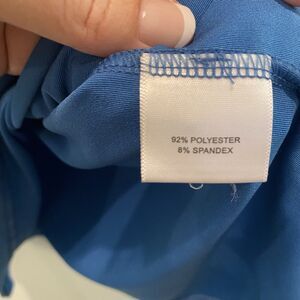 92% POLYESTER
8% SPANDEX